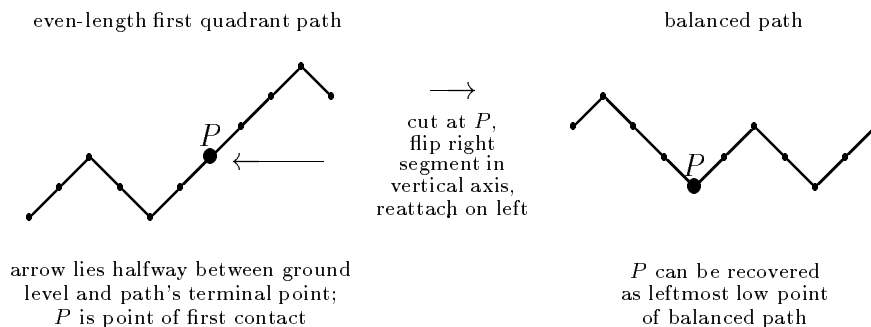 even-length first quadrant path
balanced path
P
cut at P,
flip right
segment in
vertical axis,
reattach on left
P
arrow lies halfway between ground
level and path's terminal point;
P is point of first contact
P can be recovered
as leftmost low point
of balanced path